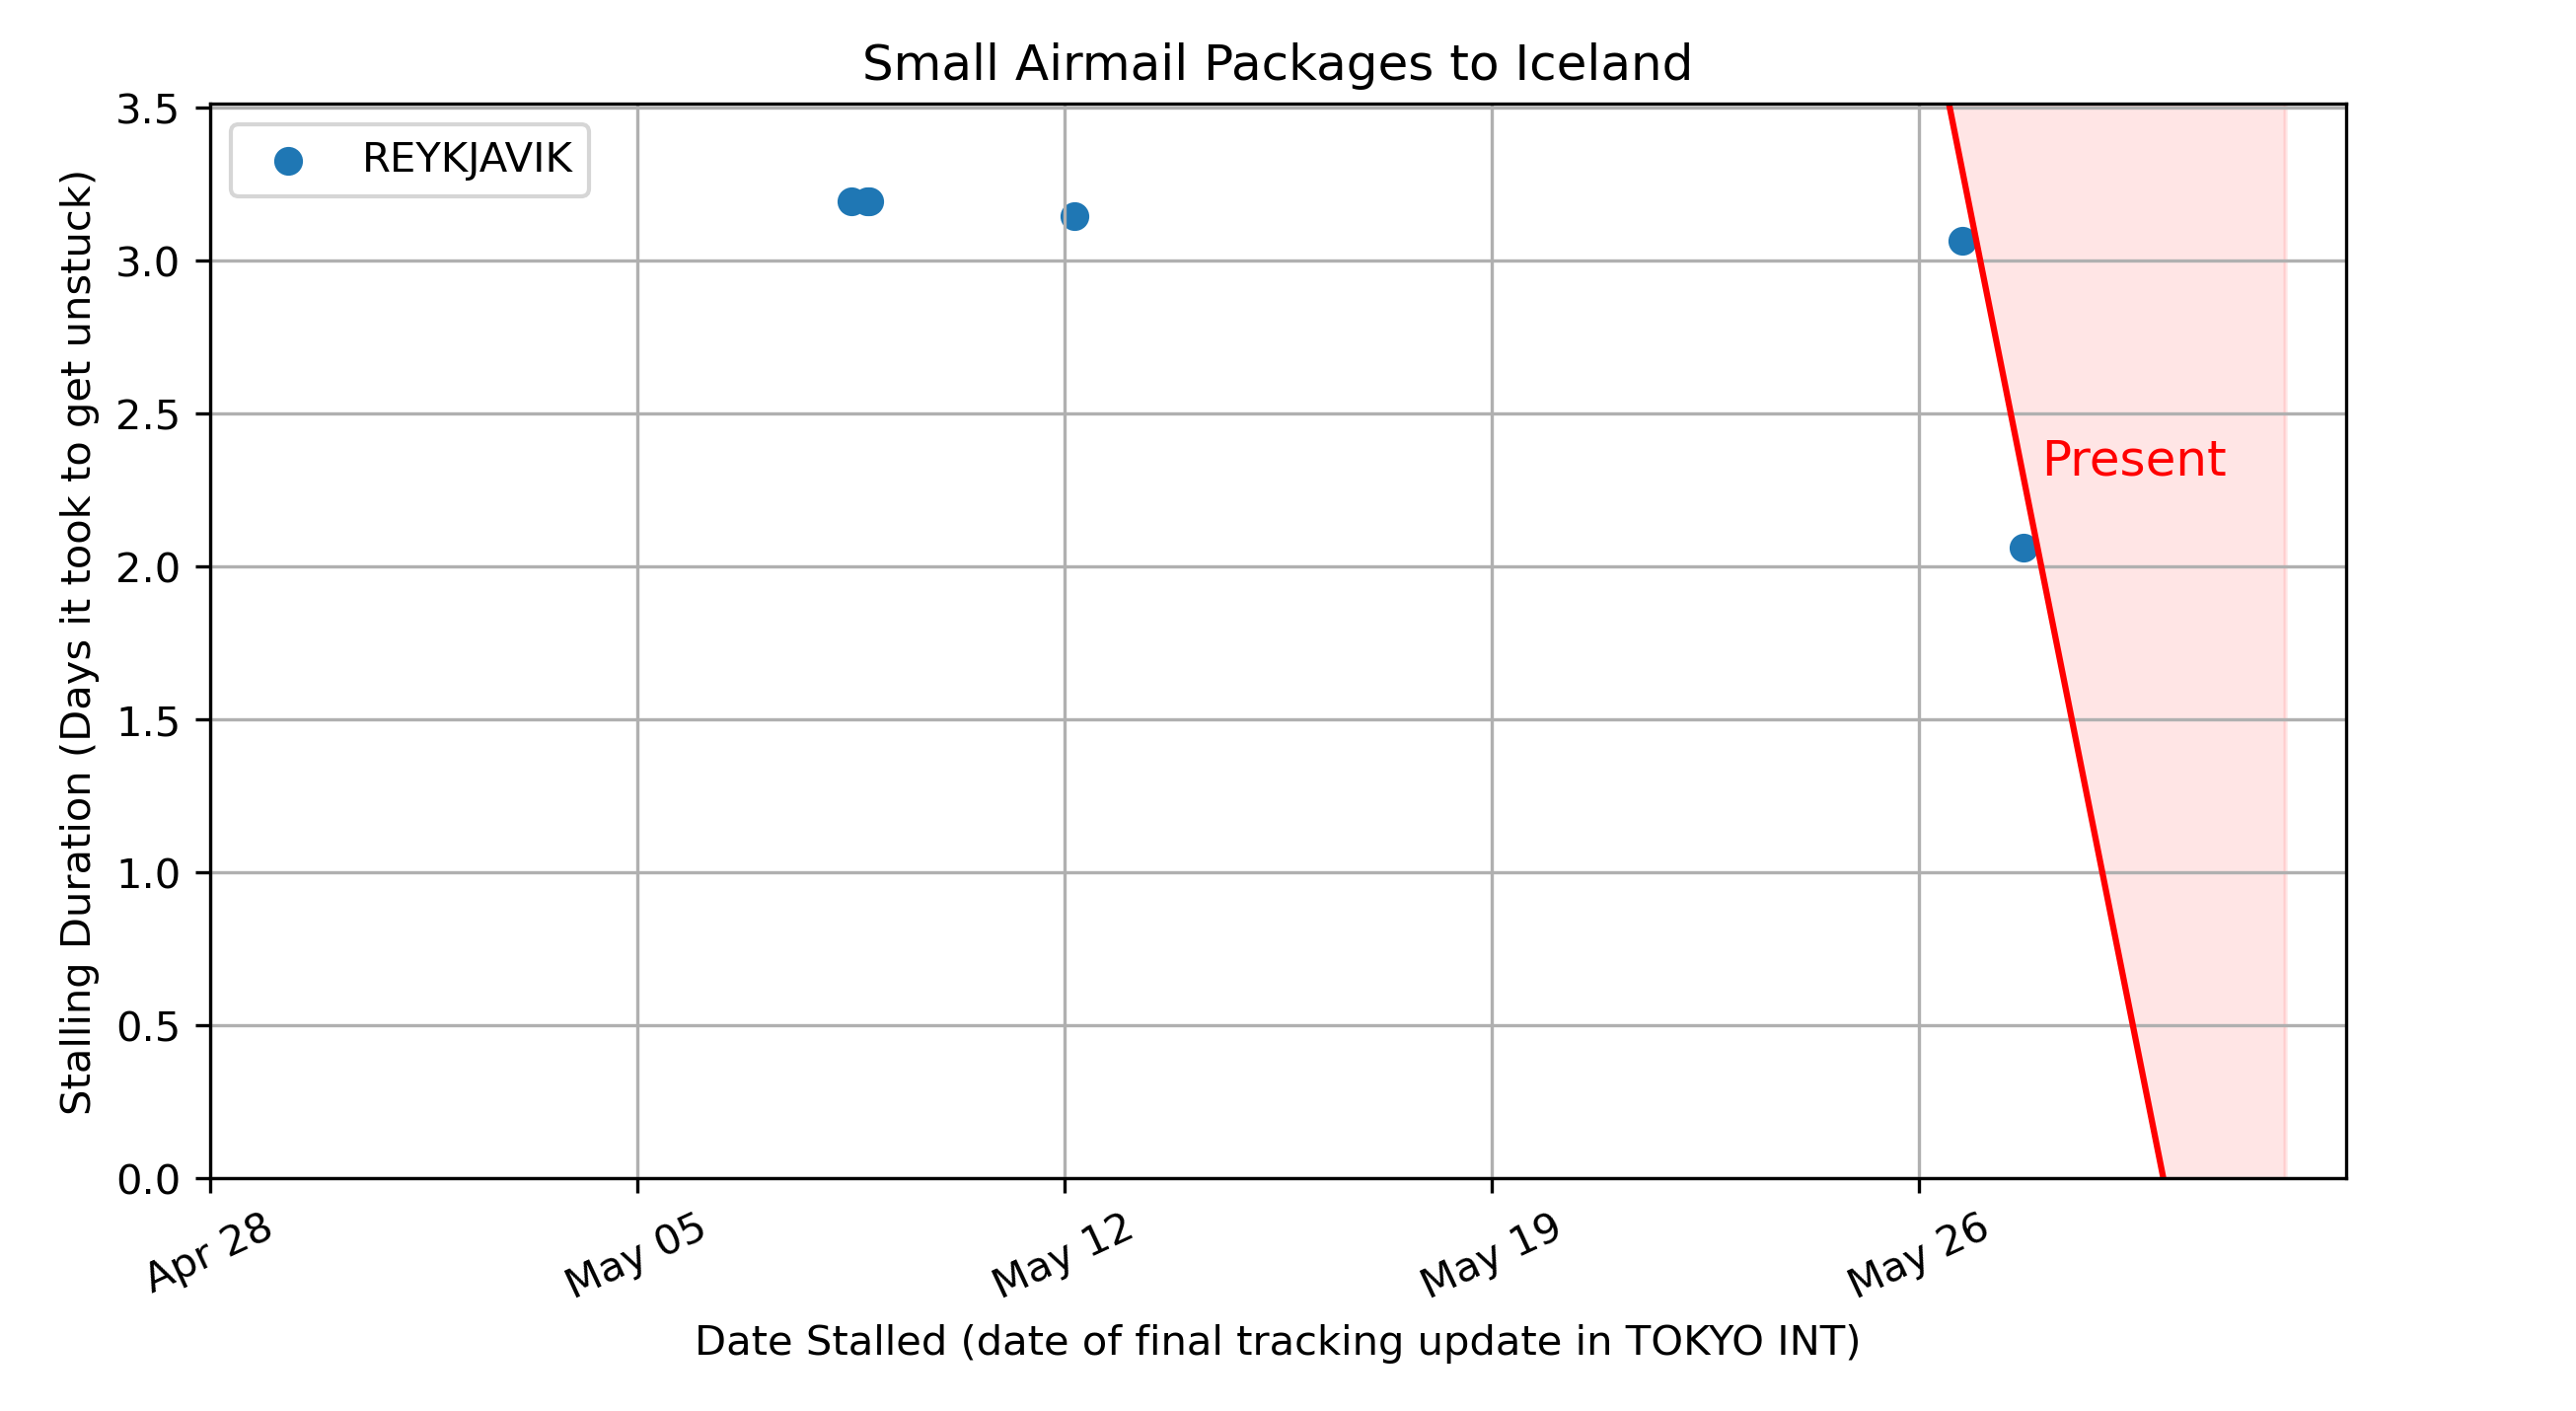 Small Airmail Packages to Iceland
REYKJAVIK
Present
Stalling Duration (Days it took to get unstuck)
3.5
3.0
2.5
2.0
1.5
1.0
0.5
0.0
Apr 28
May 05
May 12
May 19
May 26
Date Stalled (date of final tracking update in TOKYO INT)